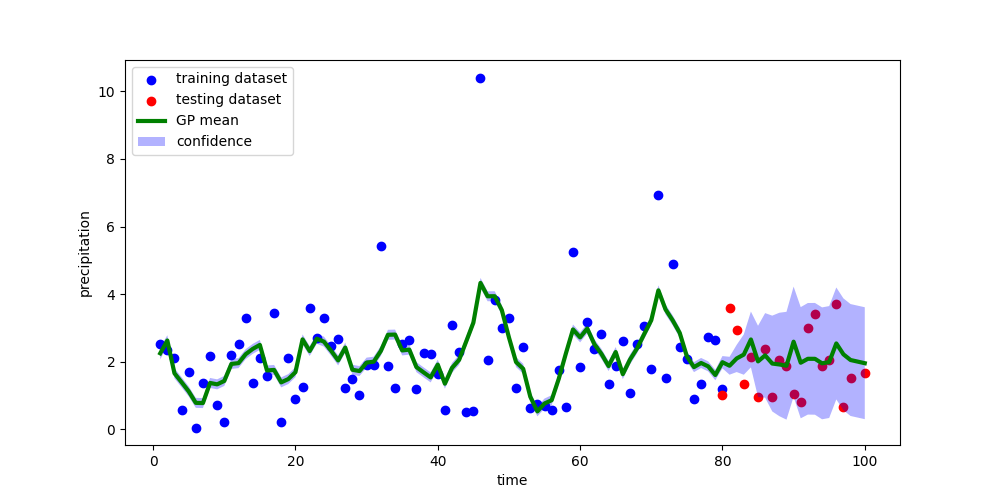 training dataset
testing dataset
GP mean
confidence
10
8
6
4
2
0
precipitation
0 20 40 60 80 100
time